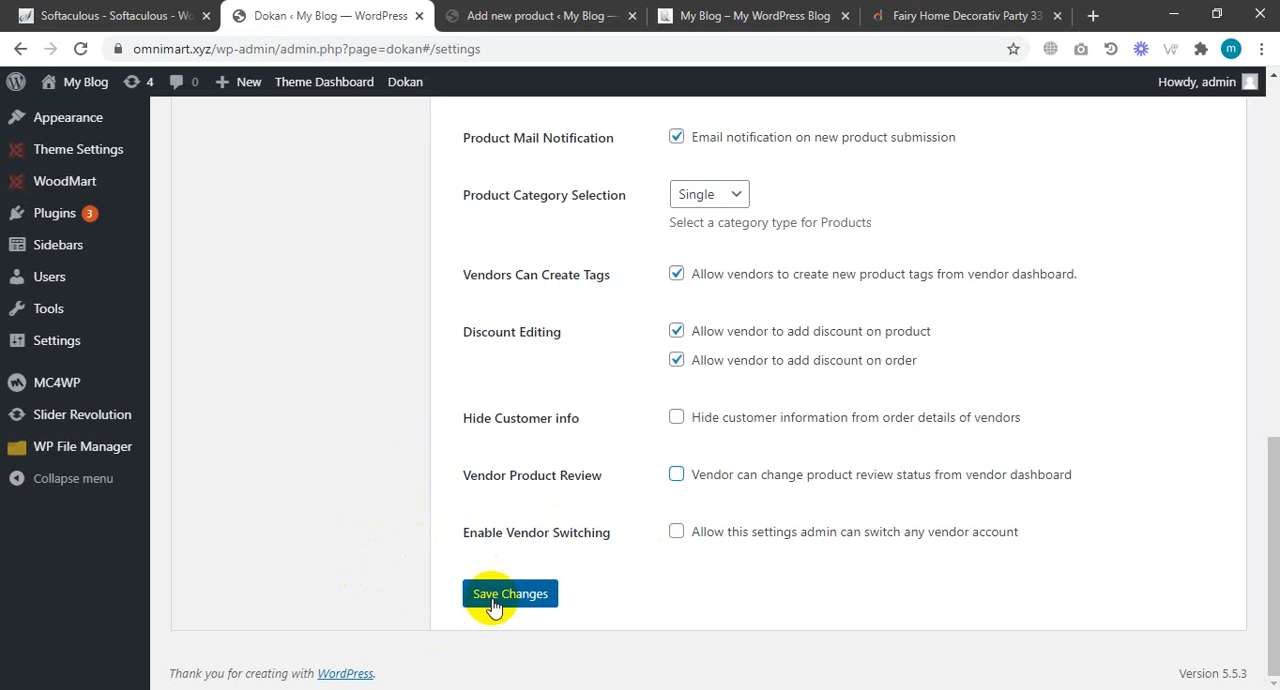 Softaculous - Softaculous - Wo
Dokan ‹ My Blog — WordPress
Add new product ‹ My Blog —
My Blog – My WordPress Blog
Fairy Home Decorativ Party 33
omnimart.xyz/wp-admin/admin.php?page=dokan#/settings
m
My Blog
4
0
New
Theme Dashboard
Dokan
Howdy, admin
Appearance
Theme Settings
WoodMart
Plugins 3
Sidebars
Users
Tools
Settings
MC4WP
Slider Revolution
WP File Manager
Collapse menu
Product Mail Notification
Email notification on new product submission
Product Category Selection
Single
Select a category type for Products
Vendors Can Create Tags
Allow vendors to create new product tags from vendor dashboard.
Discount Editing
Allow vendor to add discount on product
Allow vendor to add discount on order
Hide Customer info
Hide customer information from order details of vendors
Vendor Product Review
Vendor can change product review status from vendor dashboard
Enable Vendor Switching
Allow this settings admin can switch any vendor account
Save Changes
Thank you for creating with WordPress.
Version 5.5.3